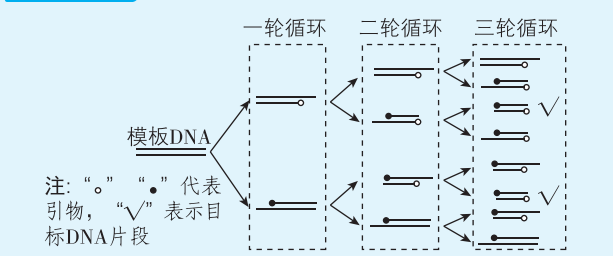 一轮循环 二轮循环 三轮循环
模板DNA
注:“∘”“•”代表
引物,“√”表示目
标DNA片段
√
√